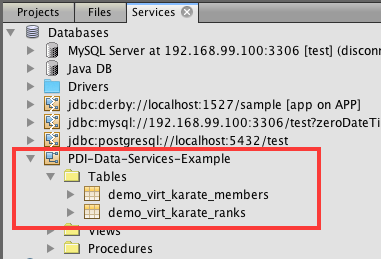 Projects Files Services
Databases
MySQL Server at 192.168.99.100:3306 [test] (disconn
Java DB
Drivers
jdbc:derby://localhost:1527/sample [app on APP]
jdbc:mysql://192.168.99.100:3306/test?zeroDateTi
jdbc:postgresql://localhost:5432/test
PDI-Data-Services-Example
Tables
demo_virt_karate_members
demo_virt_karate_ranks
Views
Procedures